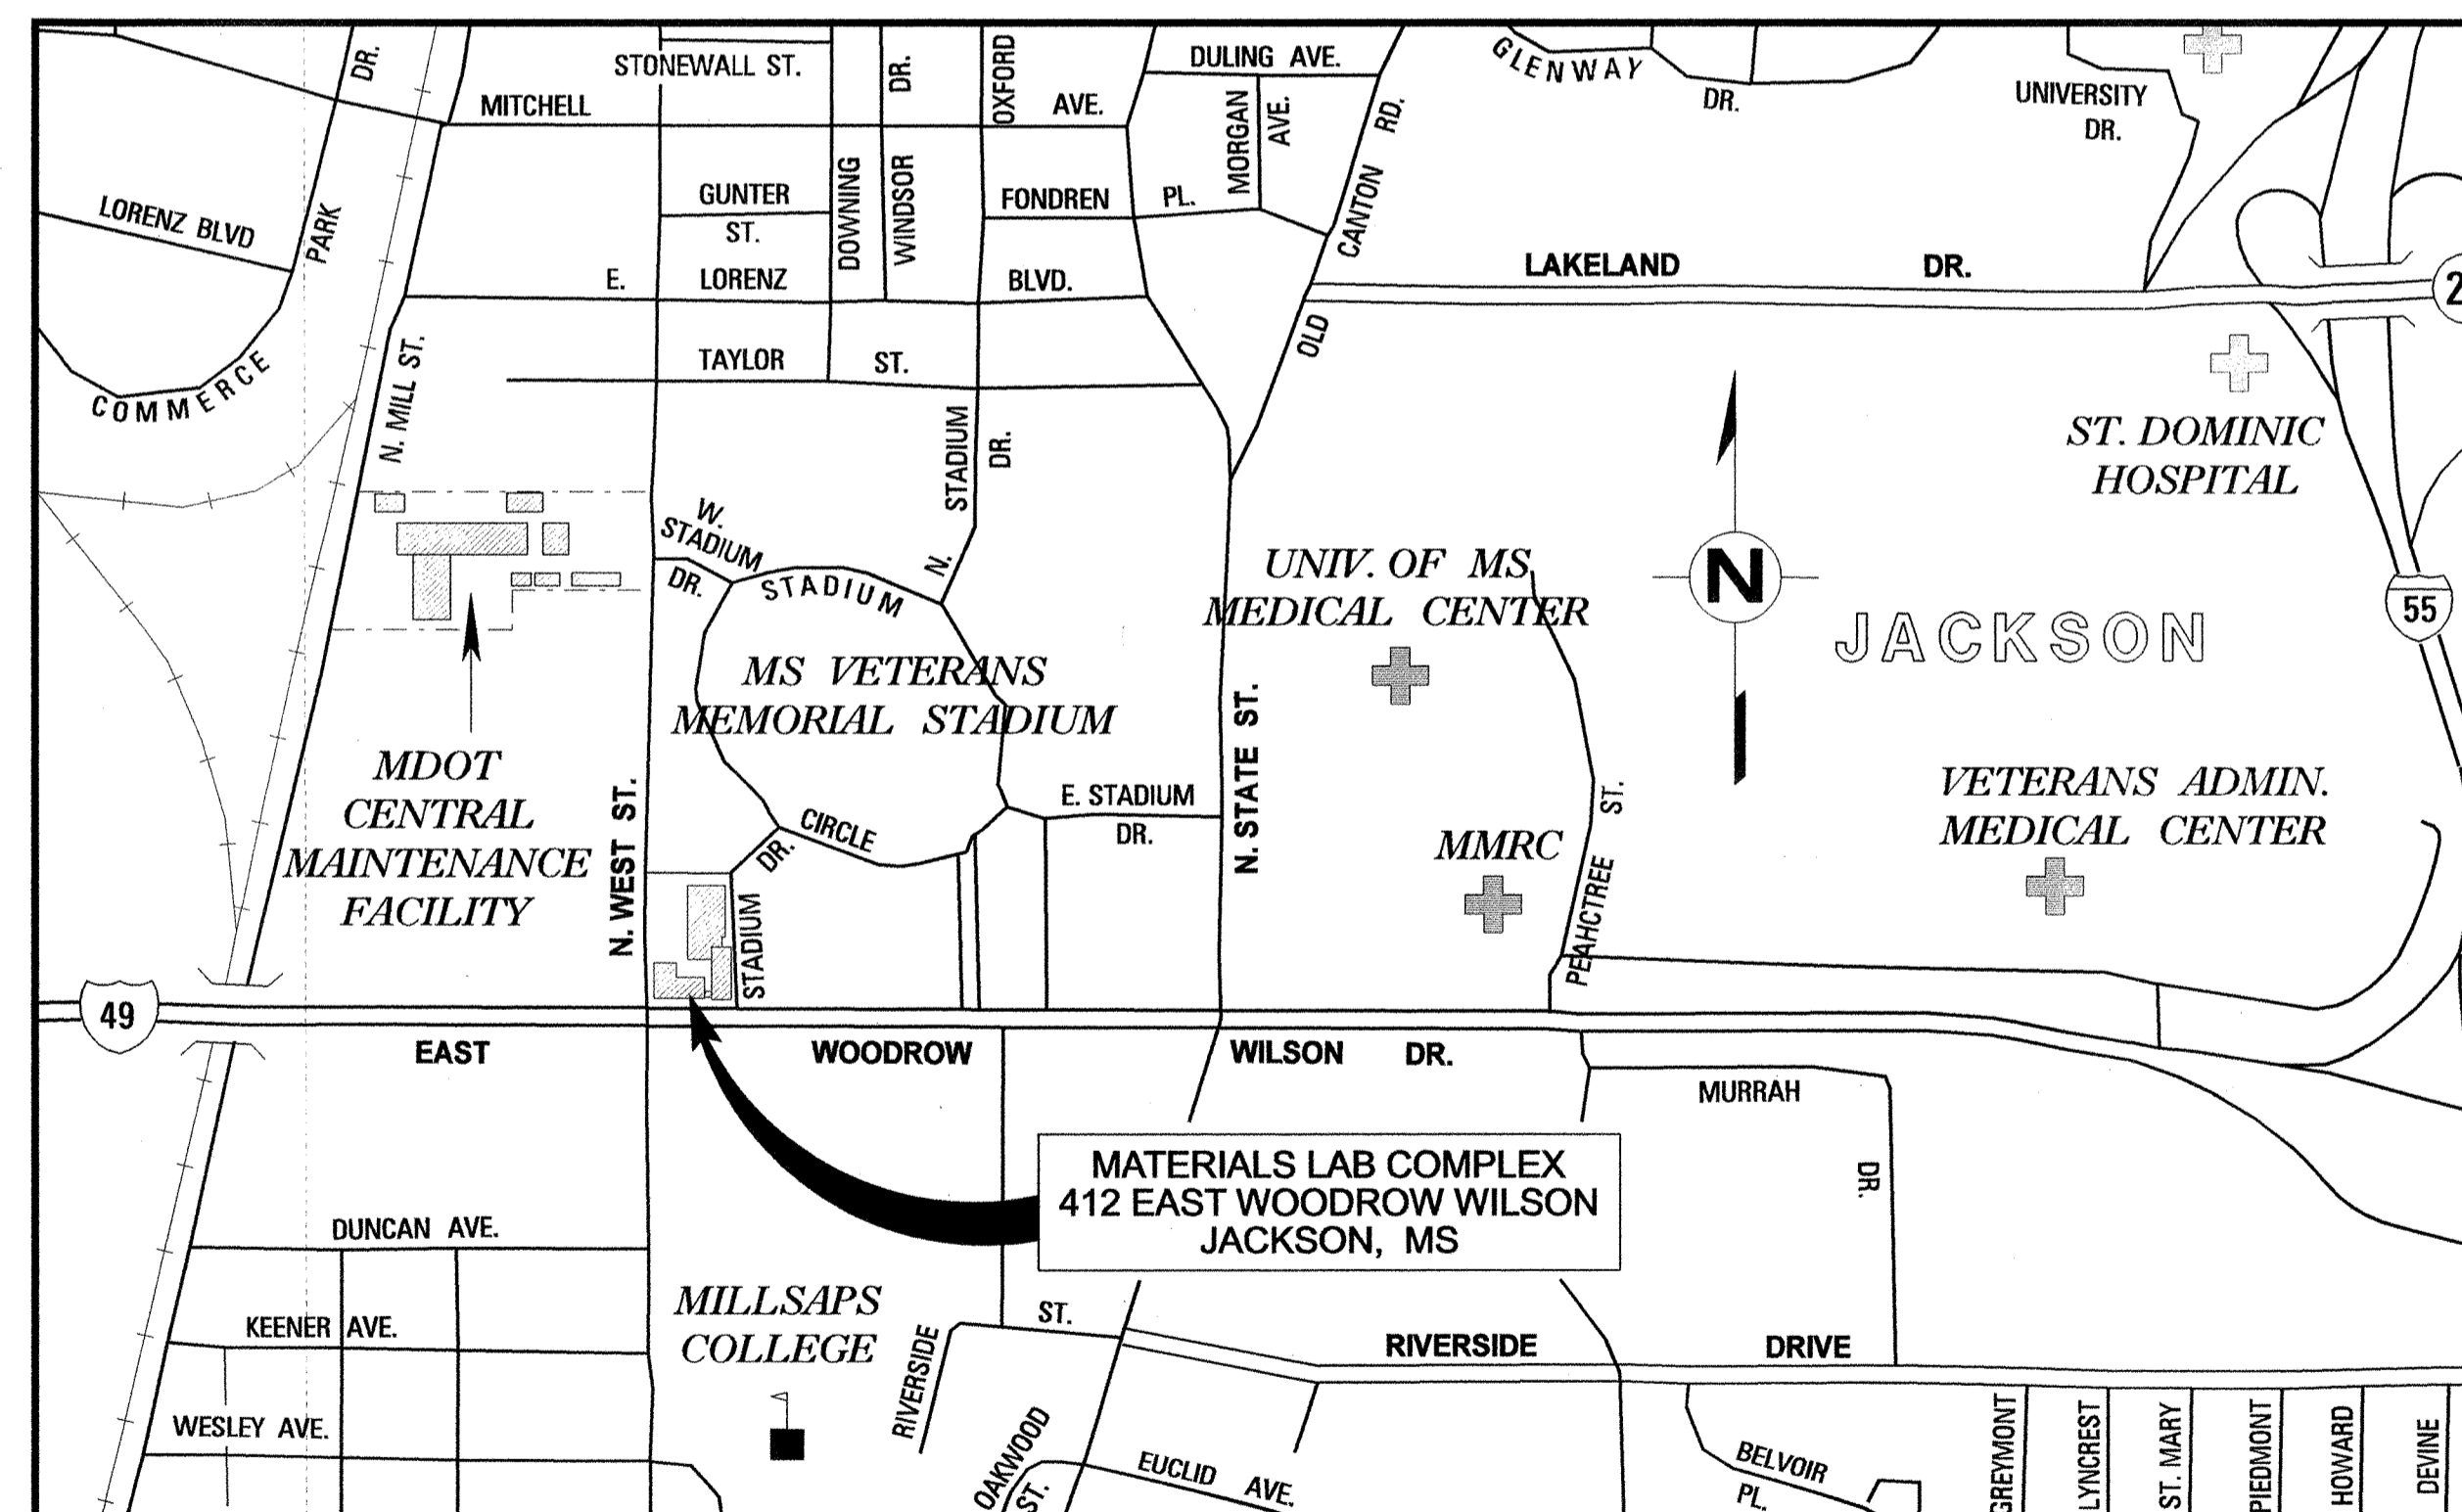 DR.
STONEWALL ST.
MITCHELL
DR.
OXFORD
AVE.
DULING AVE.
MORGAN
AVE.
RD.
CANTON
OLD
GLENWAY
DR.
UNIVERSITY
DR.
LORENZ BLVD
PARK
GUNTER
ST.
DOWNING
WINDSOR
FONDREN
PL.
E.
LORENZ
BLVD.
LAKELAND
DR.
2
COMMERCE
N. MILL ST.
TAYLOR
ST.
STADIUM
DR.
N.
ST. DOMINIC
HOSPITAL
W.
STADIUM
DR.
STADIUM
UNIV. OF MS
MEDICAL CENTER
N
JACKSON
55
MS VETERANS
MEMORIAL STADIUM
MDOT
CENTRAL
MAINTENANCE
FACILITY
N. WEST ST.
CIRCLE
DR.
STADIUM
E. STADIUM
DR.
N. STATE ST.
MMRC
ST.
PEAHCTREE
VETERANS ADMIN.
MEDICAL CENTER
49
EAST
WOODROW
WILSON
DR.
MURRAH
DR.
MATERIALS LAB COMPLEX
412 EAST WOODROW WILSON
JACKSON, MS
DUNCAN AVE.
KEENER AVE.
WESLEY AVE.
MILLSAPS
COLLEGE
RIVERSIDE
ST.
RIVERSIDE
DRIVE
OAKWOOD
ST.
EUCLID AVE.
BELVOIR
PL.
GREYMONT
LYNCREST
ST. MARY
PIEDMONT
HOWARD
DEVINE